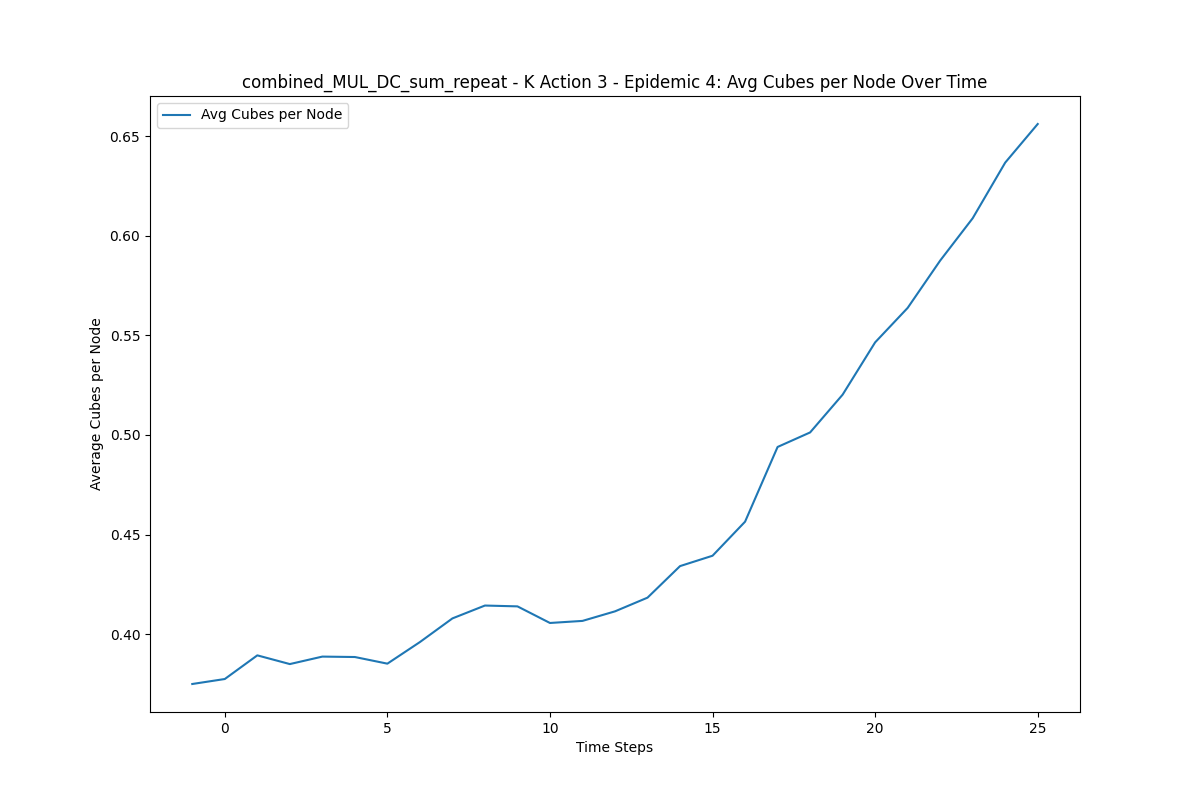 combined_MUL_DC_sum_repeat - K Action 3 - Epidemic 4: Avg Cubes per Node Over Time
Avg Cubes per Node
0.65
0.60
0.55
0.50
0.45
0.40
Average Cubes per Node
0 5 10 15 20 25
Time Steps